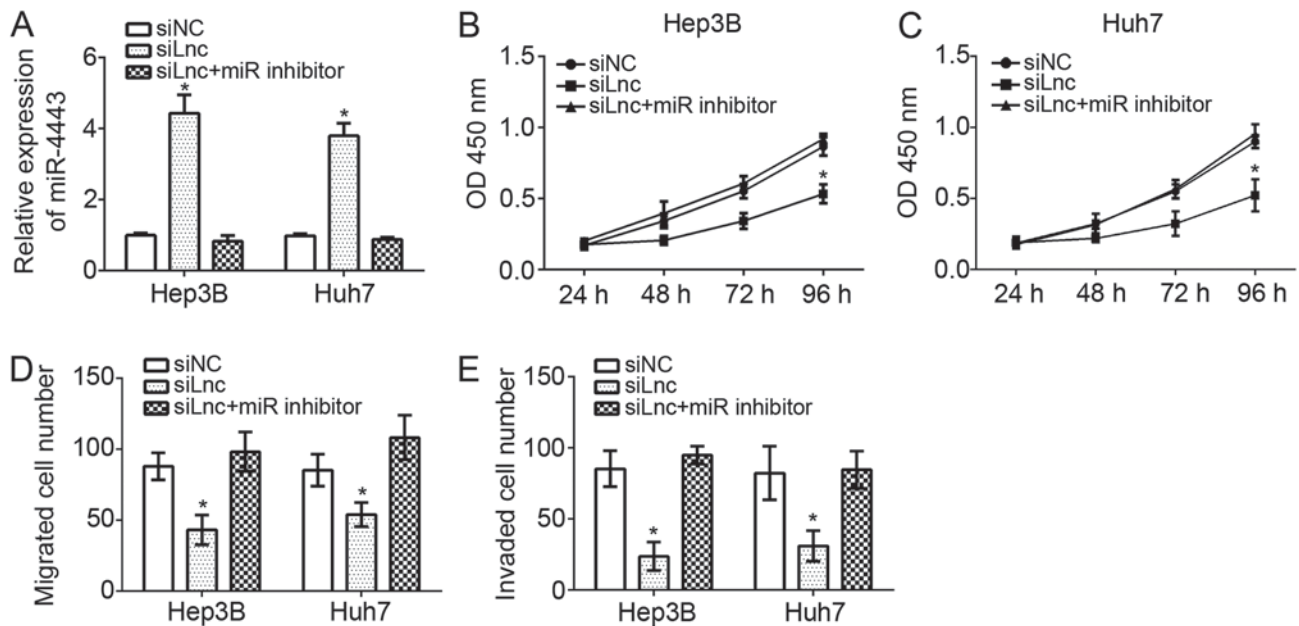 A
siNC
siLnc
siLnc+miR inhibitor
Relative expression
of miR-4443
6
4
2
0
*
*
Hep3B
Huh7
B
Hep3B
siNC
siLnc
siLnc+miR inhibitor
OD 450 nm
1.5
1.0
0.5
0.0
*
24 h
48 h
72 h
96 h
C
Huh7
siNC
siLnc
siLnc+miR inhibitor
OD 450 nm
1.5
1.0
0.5
0.0
*
24 h
48 h
72 h
96 h
D
siNC
siLnc
siLnc+miR inhibitor
Migrated cell number
150
100
50
0
*
*
Hep3B
Huh7
E
siNC
siLnc
siLnc+miR inhibitor
Invaded cell number
150
100
50
0
*
*
Hep3B
Huh7